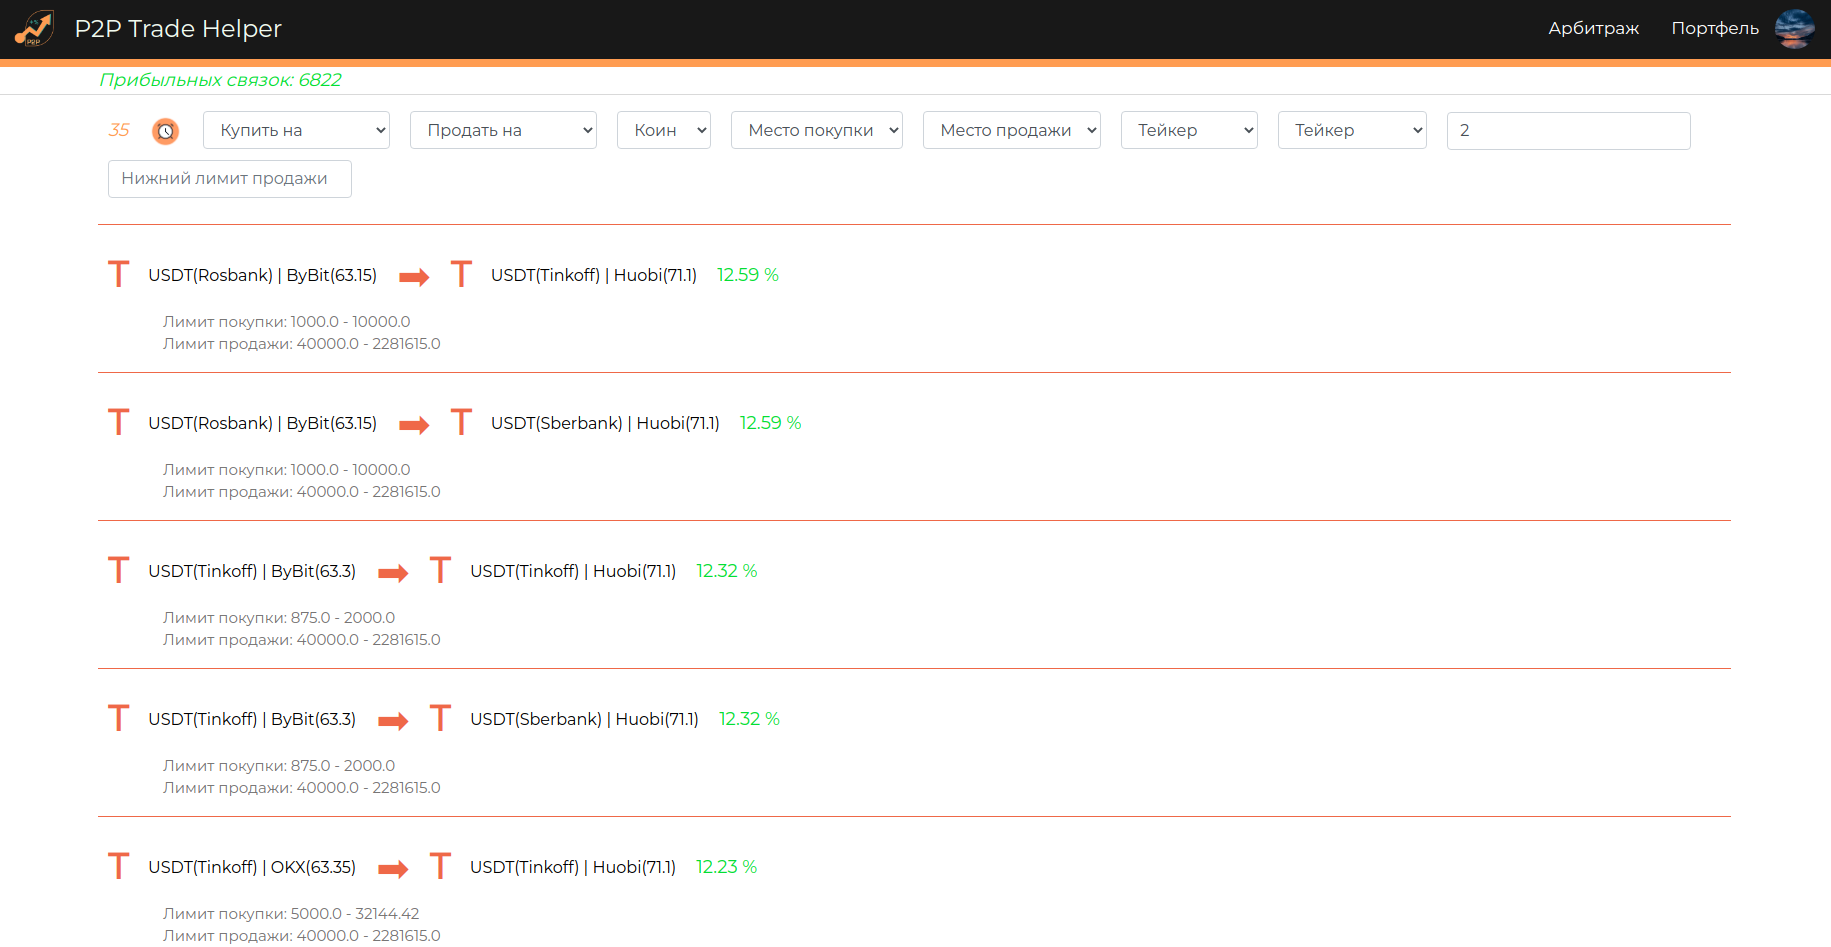 P2P Trade Helper
Арбитраж Портфель
Прибыльных связок: 6822
35 Купить на Продать на Коин Место покупки Место продажи Тейкер Тейкер 2
Нижний лимит продажи
T USDT(Rosbank) | ByBit(63.15) T USDT(Tinkoff) | Huobi(71.1) 12.59 %
Лимит покупки: 1000.0 - 10000.0
Лимит продажи: 40000.0 - 2281615.0
T USDT(Rosbank) | ByBit(63.15) T USDT(Sberbank) | Huobi(71.1) 12.59 %
Лимит покупки: 1000.0 - 10000.0
Лимит продажи: 40000.0 - 2281615.0
T USDT(Tinkoff) | ByBit(63.3) T USDT(Tinkoff) | Huobi(71.1) 12.32 %
Лимит покупки: 875.0 - 2000.0
Лимит продажи: 40000.0 - 2281615.0
T USDT(Tinkoff) | ByBit(63.3) T USDT(Sberbank) | Huobi(71.1) 12.32 %
Лимит покупки: 875.0 - 2000.0
Лимит продажи: 40000.0 - 2281615.0
T USDT(Tinkoff) | OKX(63.35) T USDT(Tinkoff) | Huobi(71.1) 12.23 %
Лимит покупки: 5000.0 - 32144.42
Лимит продажи: 40000.0 - 2281615.0